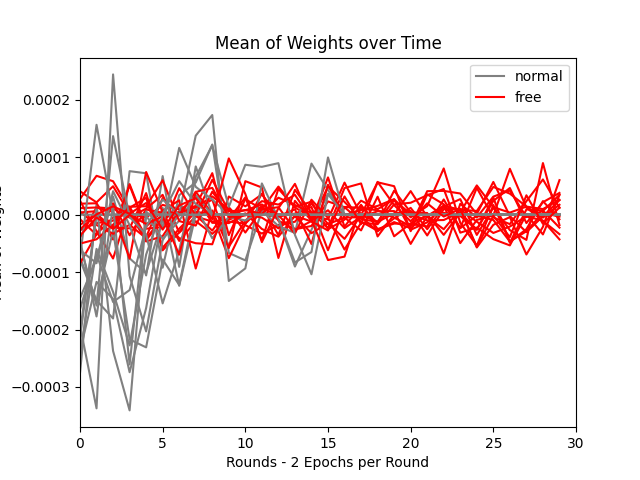 Mean of Weights over Time
normal
free
0.0002
0.0001
0.0000
−0.0001
−0.0002
−0.0003
0 5 10 15 20 25 30
Rounds - 2 Epochs per Round